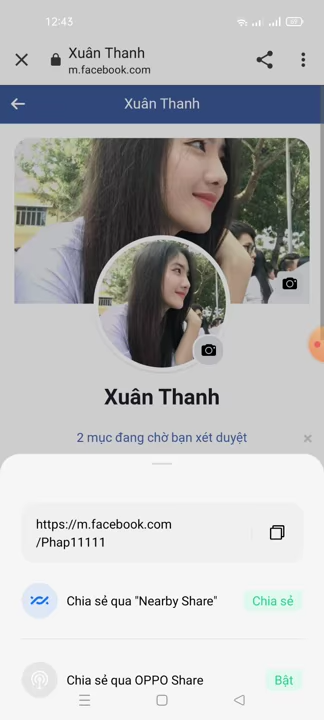 12:43
Xuân Thanh
m.facebook.com
Xuân Thanh
Xuân Thanh
2 mục đang chờ bạn xét duyệt
https://m.facebook.com
/Phap11111
Chia sẻ qua "Nearby Share"
Chia sẻ
Chia sẻ qua OPPO Share
Bật